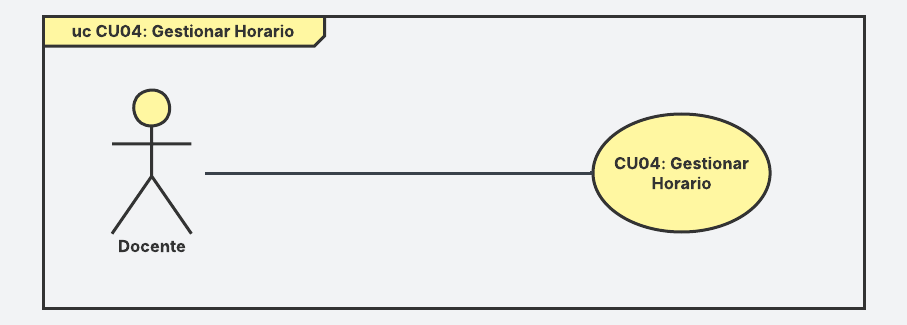 uc CU04: Gestionar Horario
CU04: Gestionar
Horario
Docente